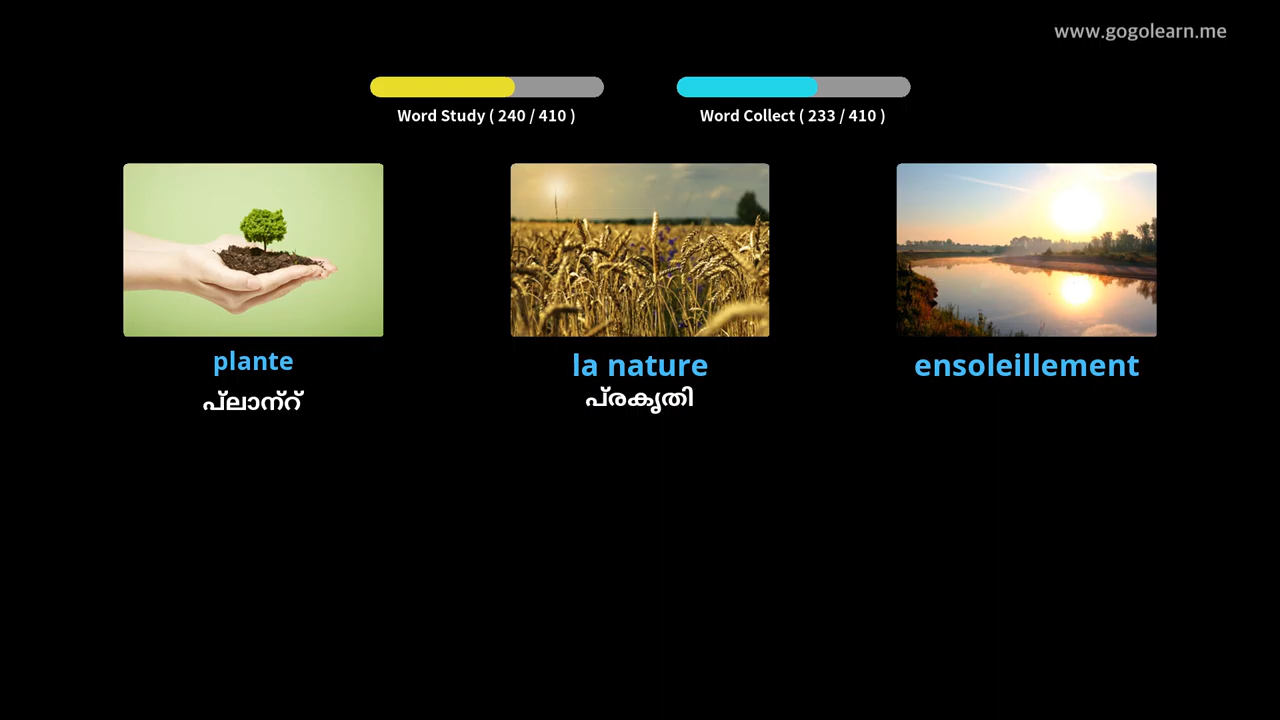 www.gogolearn.me
Word Study ( 240 / 410 )
Word Collect ( 233 / 410 )
plante
പ്ലാന്റ്
la nature
പ്രകൃതി
ensoleillement